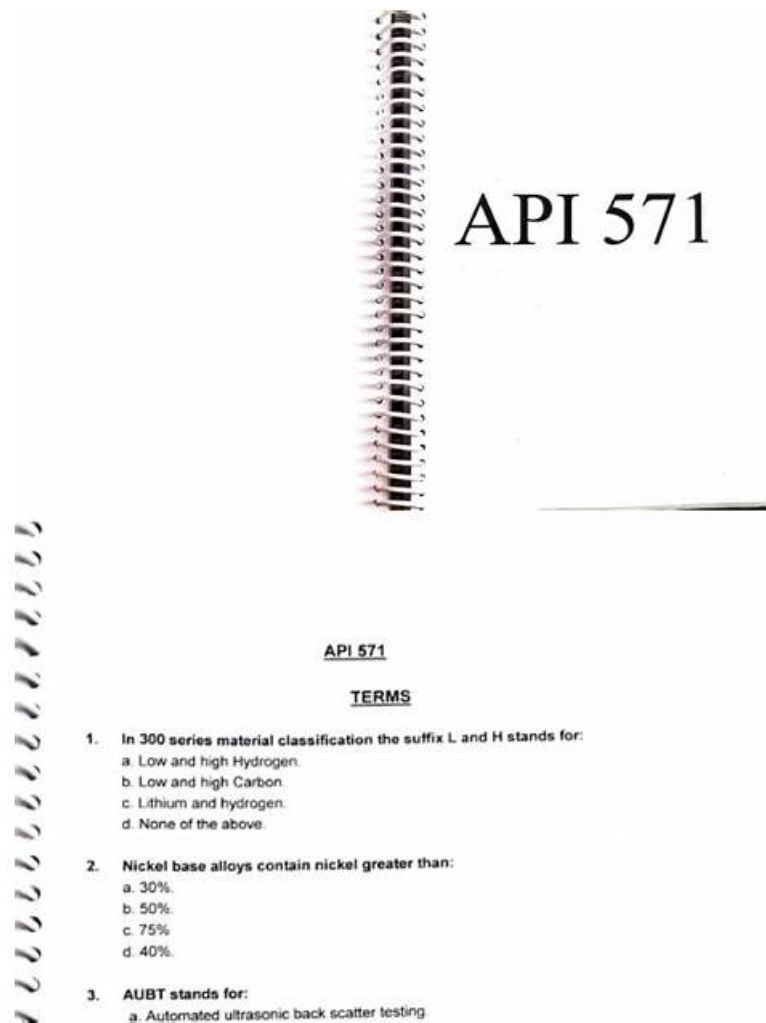 API 571
API 571
TERMS
1. In 300 series material classification the suffix L and H stands for:
a. Low and high Hydrogen.
b. Low and high Carbon.
c. Lithium and hydrogen.
d. None of the above.
2. Nickel base alloys contain nickel greater than:
a. 30%.
b. 50%.
c. 75%
d. 40%.
3. AUBT stands for:
a. Automated ultrasonic back scatter testing